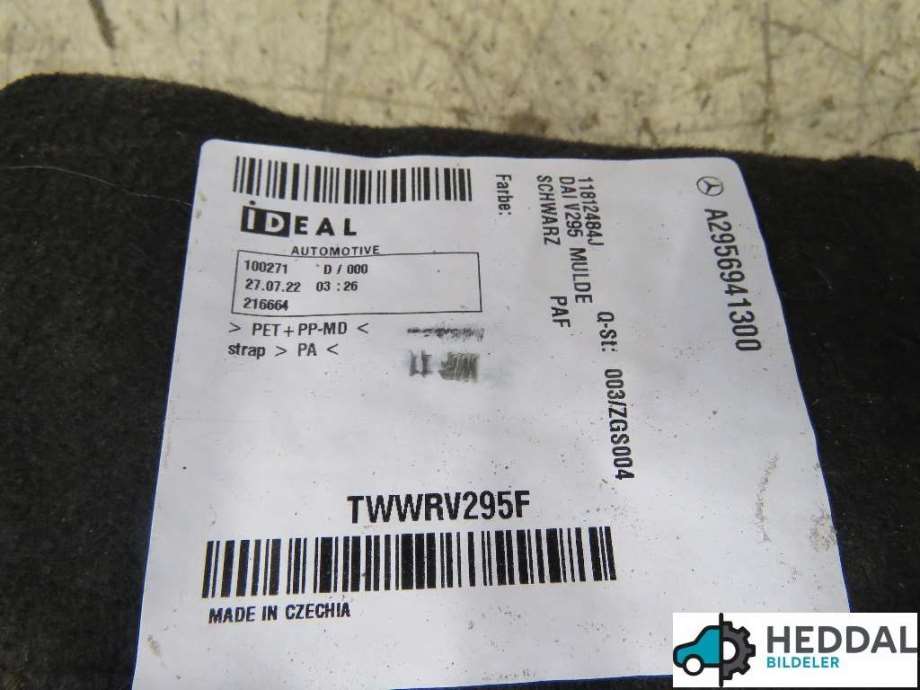 iDEAL
AUTOMOTIVE
100271 D / 000
27.07.22 03 : 26
216664
> PET + PP-MD <
strap > PA <
Farbe:
SCHWARZ PAF
DAI V295 MULDE
11812484J Q-St: 003/ZGS004
A2956941300
TWWRV295F
MADE IN CZECHIA
HEDDAL
BILDELER